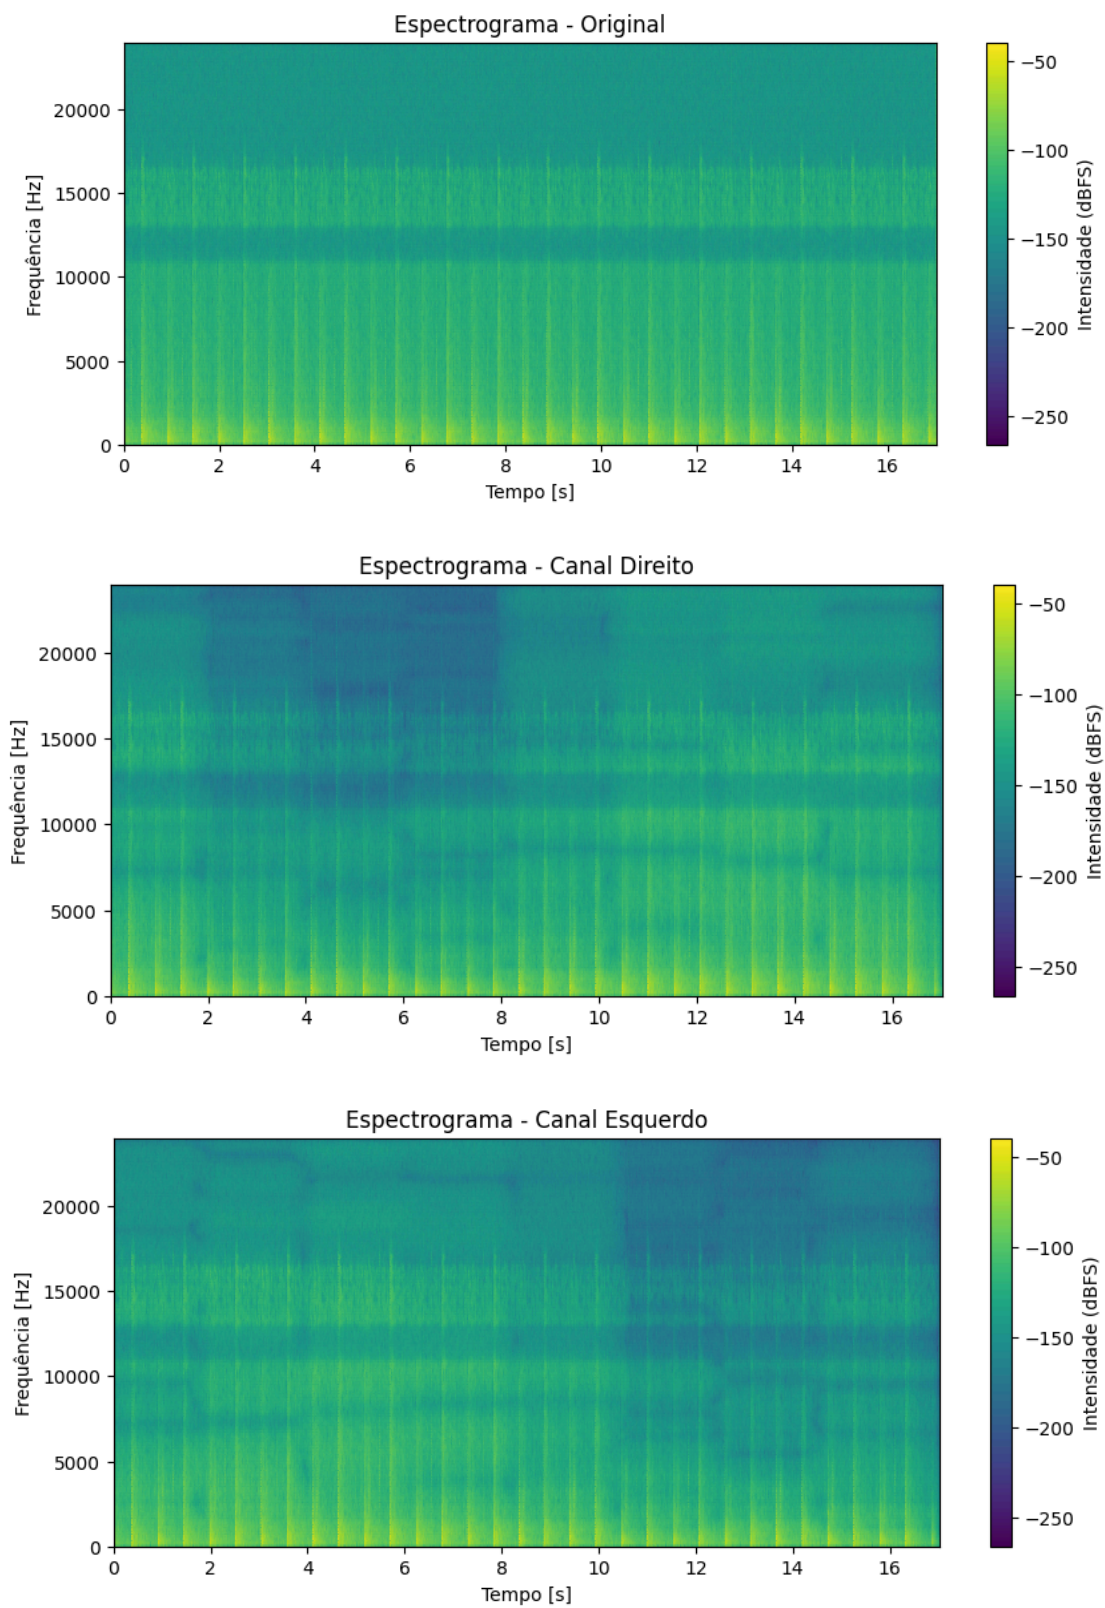 Espectrograma - Original
20000
15000
10000
5000
0
Frequência [Hz]
0 2 4 6 8 10 12 14 16
Tempo [s]
−50
−100
−150
−200
−250
Intensidade (dBFS)
Espectrograma - Canal Direito
20000
15000
10000
5000
0
Frequência [Hz]
0 2 4 6 8 10 12 14 16
Tempo [s]
−50
−100
−150
−200
−250
Intensidade (dBFS)
Espectrograma - Canal Esquerdo
20000
15000
10000
5000
0
Frequência [Hz]
0 2 4 6 8 10 12 14 16
Tempo [s]
−50
−100
−150
−200
−250
Intensidade (dBFS)